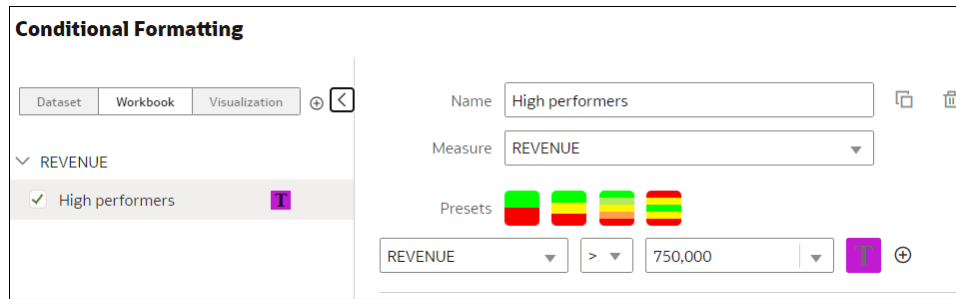 Conditional Formatting
Dataset Workbook Visualization
REVENUE
High performers T
Name High performers
Measure REVENUE
Presets
REVENUE > 750,000 T